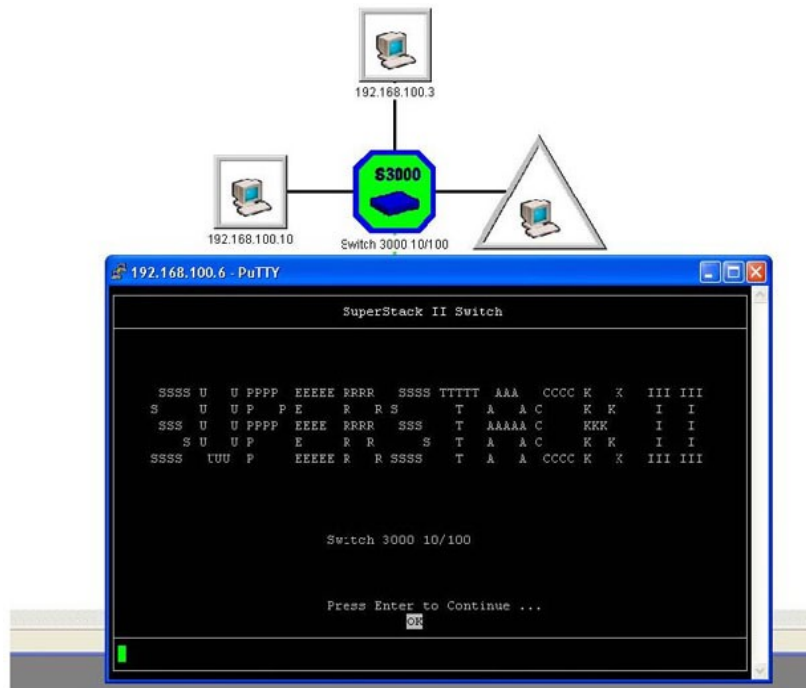 192.168.100.3
S3000
192.168.100.10
Switch 3000 10/100
192.168.100.6 - PuTTY
SuperStack II Switch
SSSS U   U PPPP  EEEEE RRRR   SSSS TTTTT  AAA   CCCC K   K   III III
S     U   U P   P E     R   R S       T   A   A C     K  K     I   I
SSS  U   U PPPP  EEEE  RRRR   SSS    T   AAAAA C     KKK      I   I
S U   U P     E     R  R      S   T   A   A C     K  K     I   I
SSSS   UUU  P     EEEEE R   R SSSS    T   A   A  CCCC K   K   III III
Switch 3000 10/100
Press Enter to Continue ...
OK